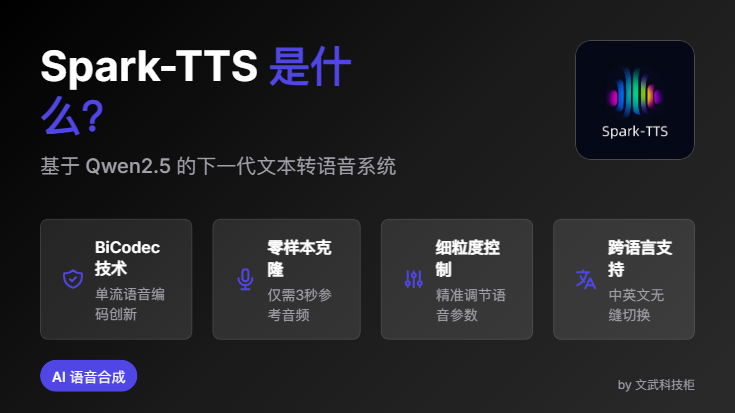 Spark-TTS 是什
么?
基于 Qwen2.5 的下一代文本转语音系统
Spark-TTS
BiCodec
技术
单流语音编
码创新
零样本克
隆
仅需3秒参
考音频
细粒度控
制
精准调节语
音参数
跨语言支
持
中英文无
缝切换
AI 语音合成
by 文武科技柜